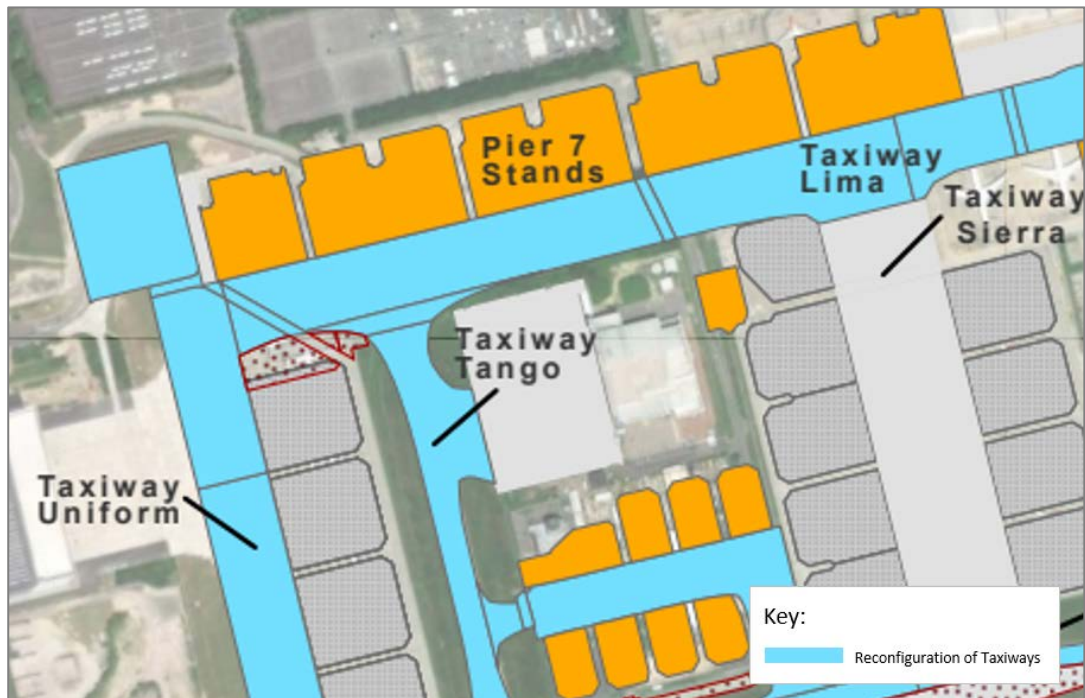 Pier 7
Stands
Taxiway
Lima
Taxiway
Sierra
Taxiway
Tango
Taxiway
Uniform
Key:
Reconfiguration of Taxiways